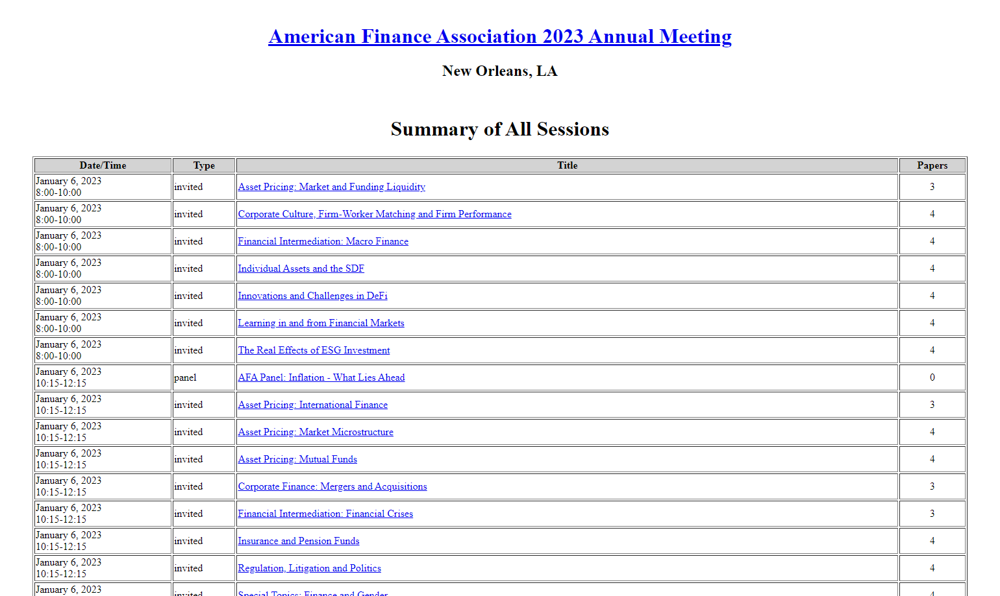 American Finance Association 2023 Annual Meeting
New Orleans, LA
Summary of All Sessions
Date/Time Type Title Papers
January 6, 2023
8:00-10:00 invited Asset Pricing: Market and Funding Liquidity 3
January 6, 2023
8:00-10:00 invited Corporate Culture, Firm-Worker Matching and Firm Performance 4
January 6, 2023
8:00-10:00 invited Financial Intermediation: Macro Finance 4
January 6, 2023
8:00-10:00 invited Individual Assets and the SDF 4
January 6, 2023
8:00-10:00 invited Innovations and Challenges in DeFi 4
January 6, 2023
8:00-10:00 invited Learning in and from Financial Markets 4
January 6, 2023
8:00-10:00 invited The Real Effects of ESG Investment 4
January 6, 2023
10:15-12:15 panel AFA Panel: Inflation - What Lies Ahead 0
January 6, 2023
10:15-12:15 invited Asset Pricing: International Finance 3
January 6, 2023
10:15-12:15 invited Asset Pricing: Market Microstructure 4
January 6, 2023
10:15-12:15 invited Asset Pricing: Mutual Funds 4
January 6, 2023
10:15-12:15 invited Corporate Finance: Mergers and Acquisitions 3
January 6, 2023
10:15-12:15 invited Financial Intermediation: Financial Crises 3
January 6, 2023
10:15-12:15 invited Insurance and Pension Funds 4
January 6, 2023
10:15-12:15 invited Regulation, Litigation and Politics 4
January 6, 2023
invited Special Topics: Finance and Gender 4